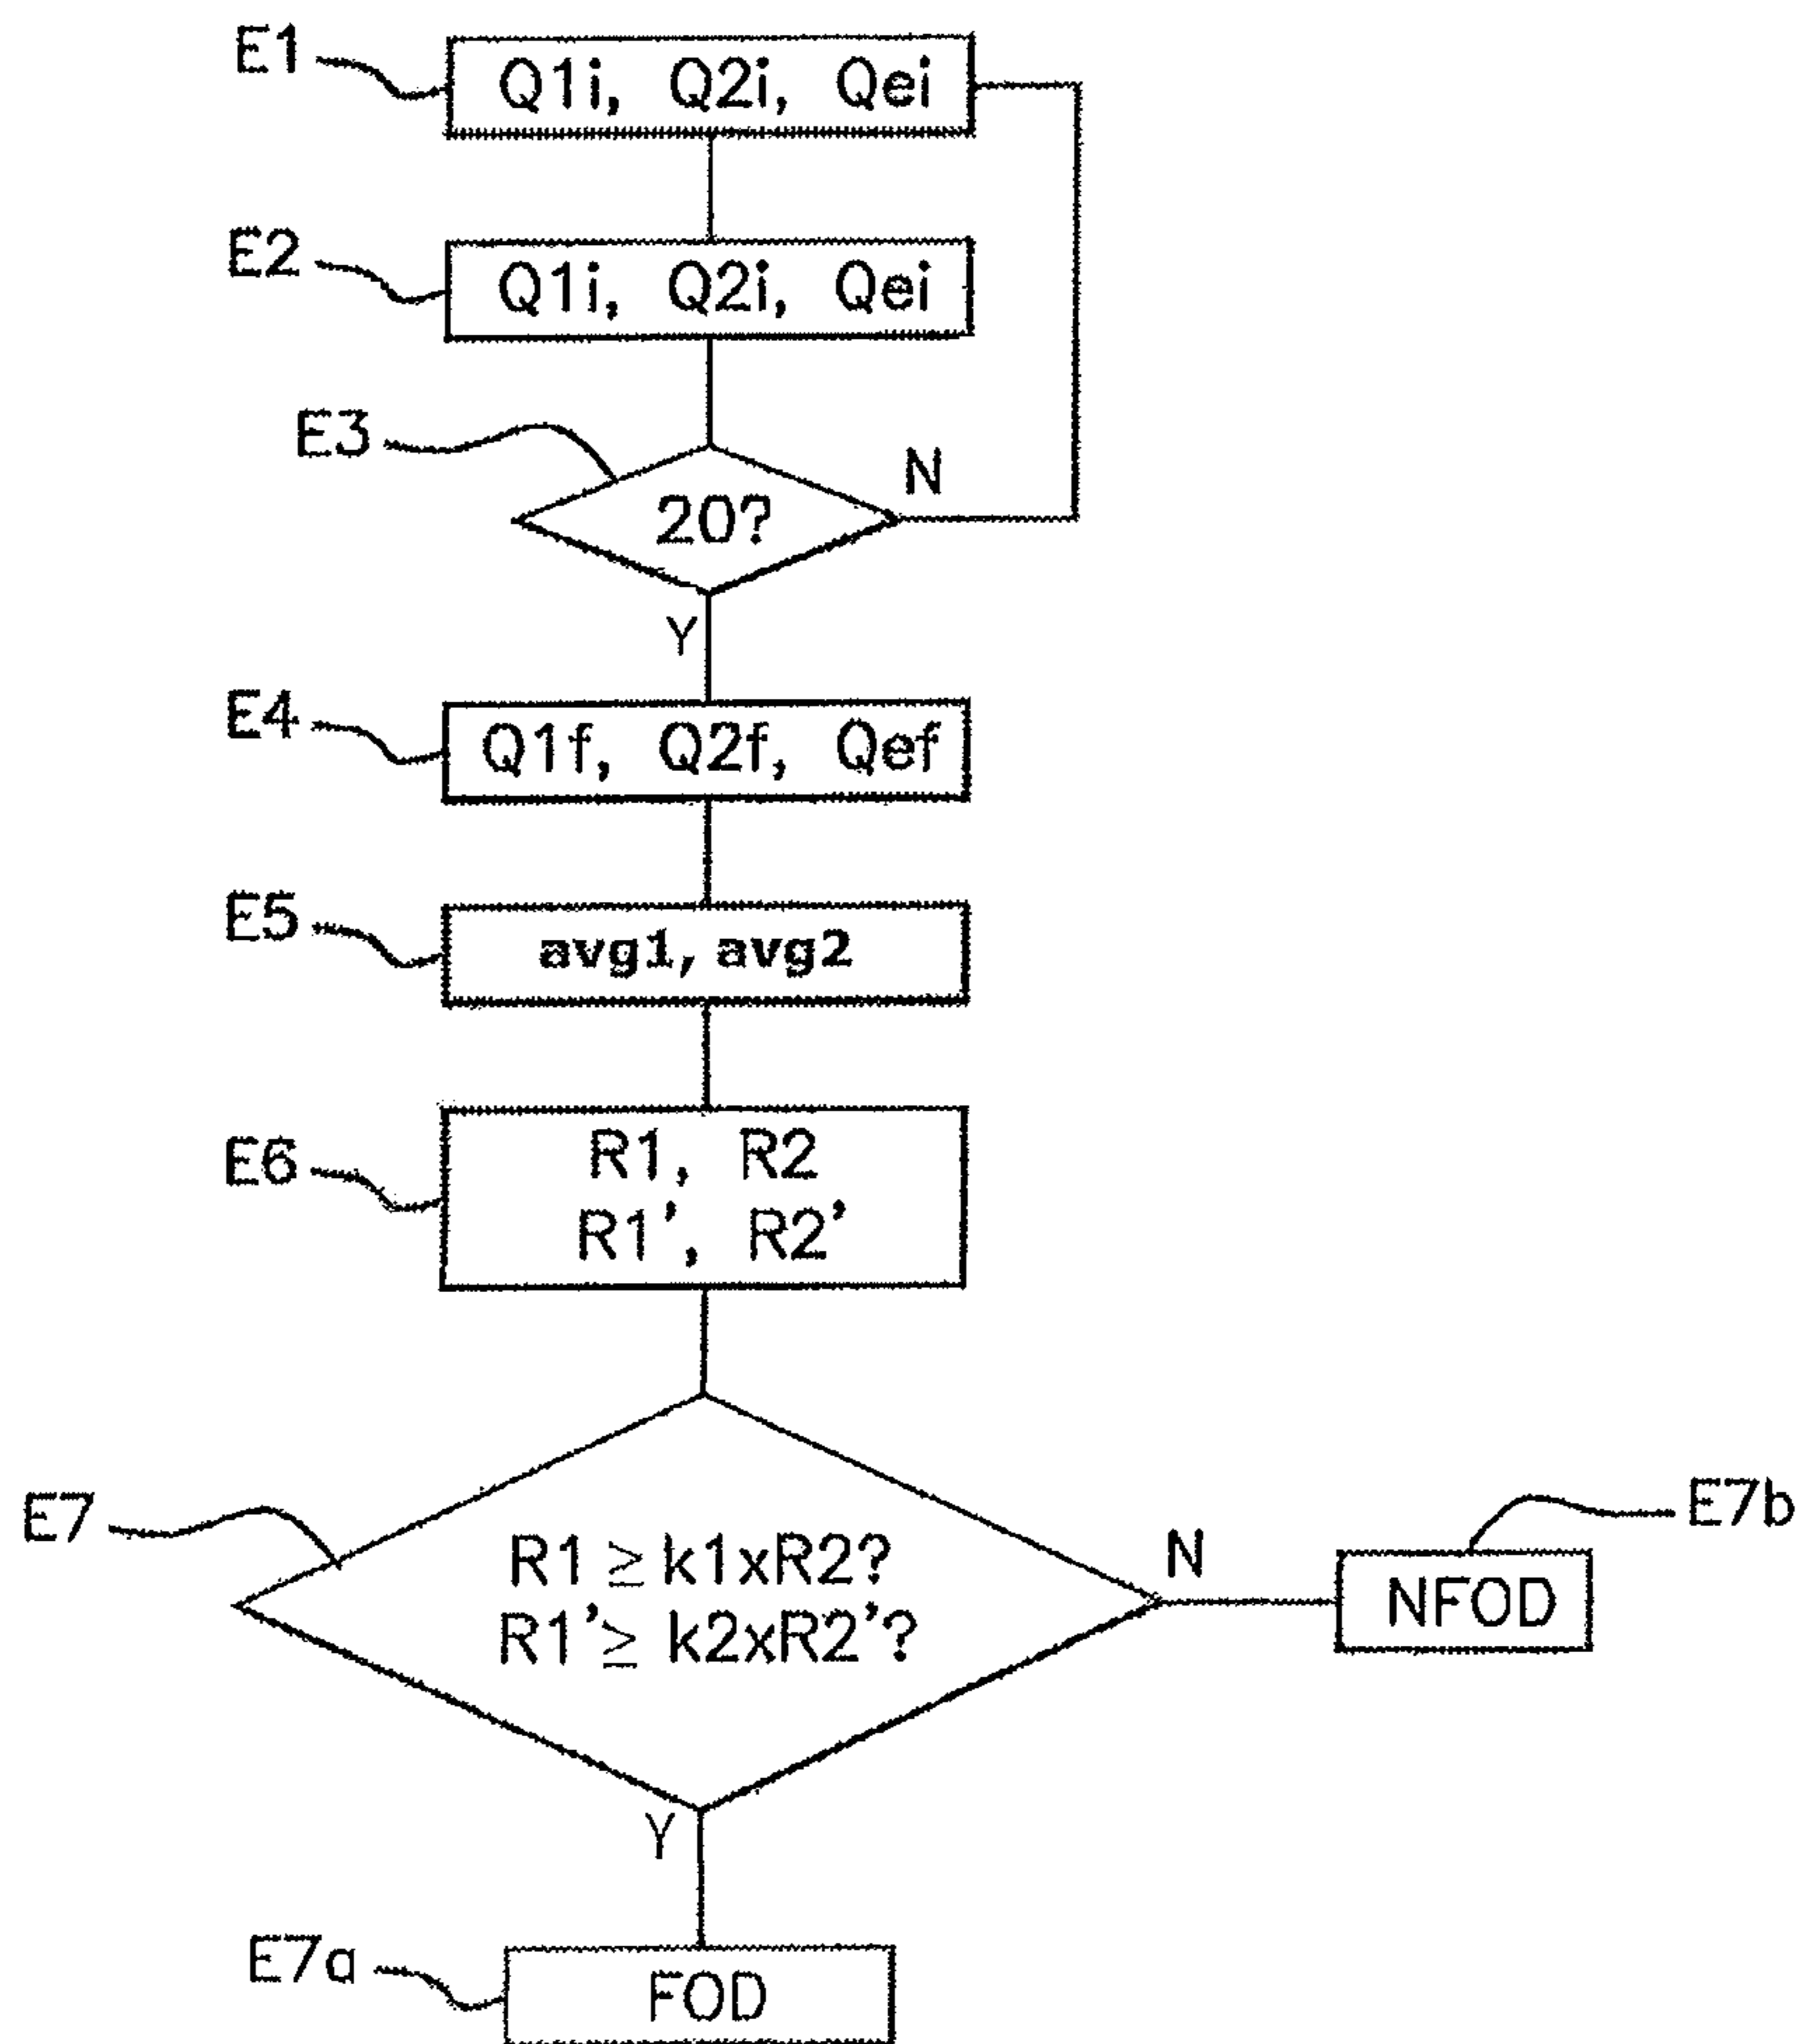 E1
Q1i, Q2i, Qei
E2
Q1i, Q2i, Qei
E3
20?
N
Y
E4
Q1f, Q2f, Qef
E5
avg1, avg2
E6
R1, R2
R1', R2'
E7
R1 ≥ k1xR2?
R1' ≥ k2xR2'?
N
E7b
NFOD
Y
E7a
FOD